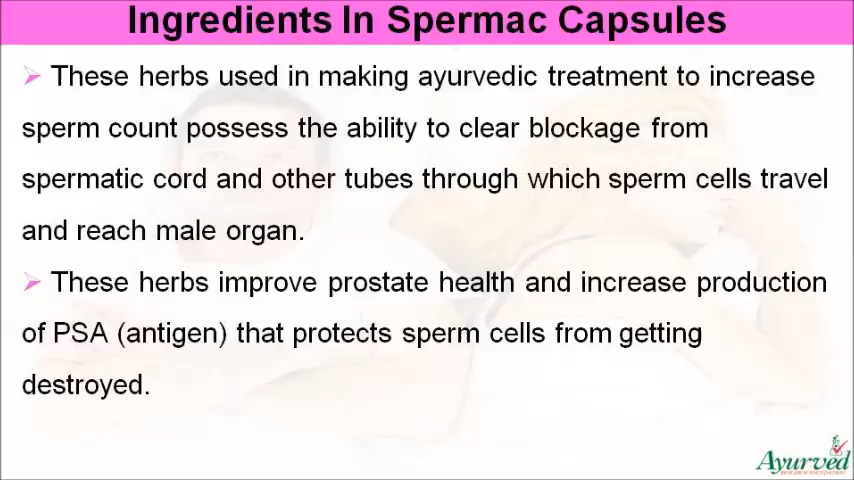 Ingredients In Spermac Capsules
➢ These herbs used in making ayurvedic treatment to increase
sperm count possess the ability to clear blockage from
spermatic cord and other tubes through which sperm cells travel
and reach male organ.
➢ These herbs improve prostate health and increase production
of PSA (antigen) that protects sperm cells from getting
destroyed.
Ayurved
RESEARCH FOUNDATION